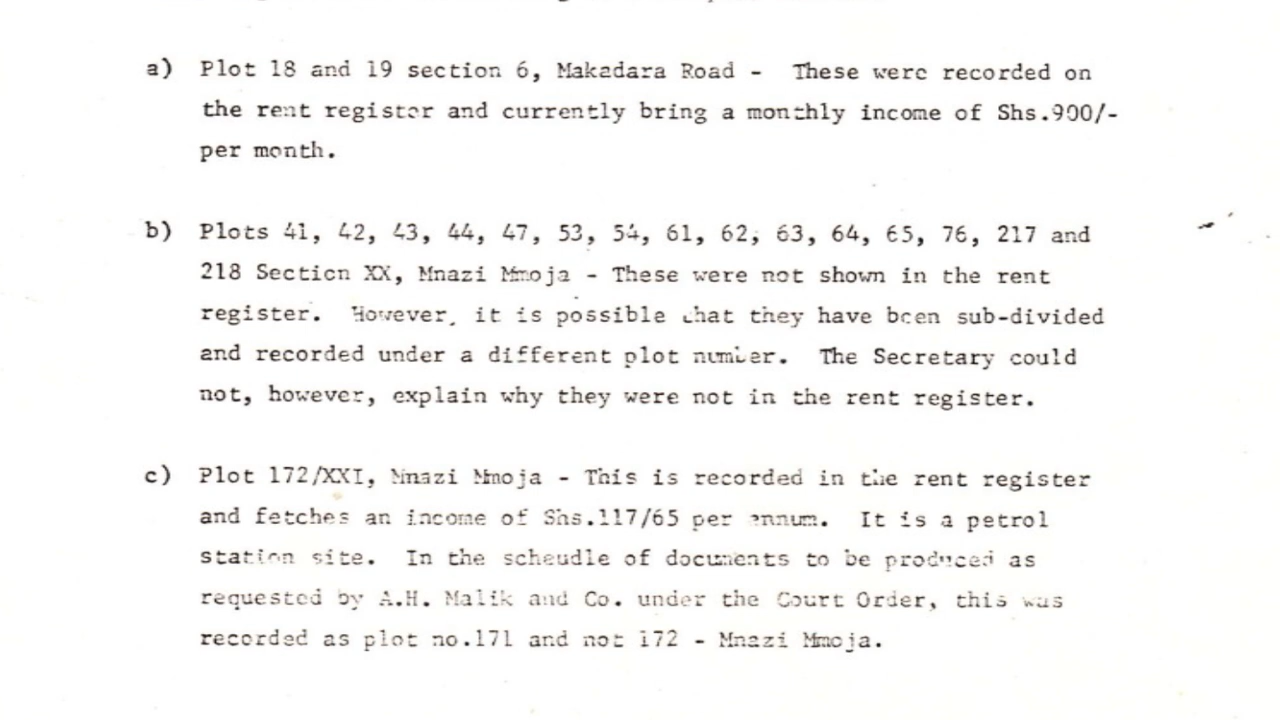 a) Plot 18 and 19 section 6, Makadara Road - These were recorded on
the rent register and currently bring a monthly income of Shs.900/-
per month.
b) Plots 41, 42, 43, 44, 47, 53, 54, 61, 62, 63, 64, 65, 76, 217 and
218 Section XX, Mnazi Mmoja - These were not shown in the rent
register. However, it is possible that they have been sub-divided
and recorded under a different plot number. The Secretary could
not, however, explain why they were not in the rent register.
c) Plot 172/XXI, Mnazi Mmoja - This is recorded in the rent register
and fetches an income of Shs.117/65 per annum. It is a petrol
station site. In the scheudle of documents to be produced as
requested by A.H. Malik and Co. under the Court Order, this was
recorded as plot no.171 and not 172 - Mnazi Mmoja.